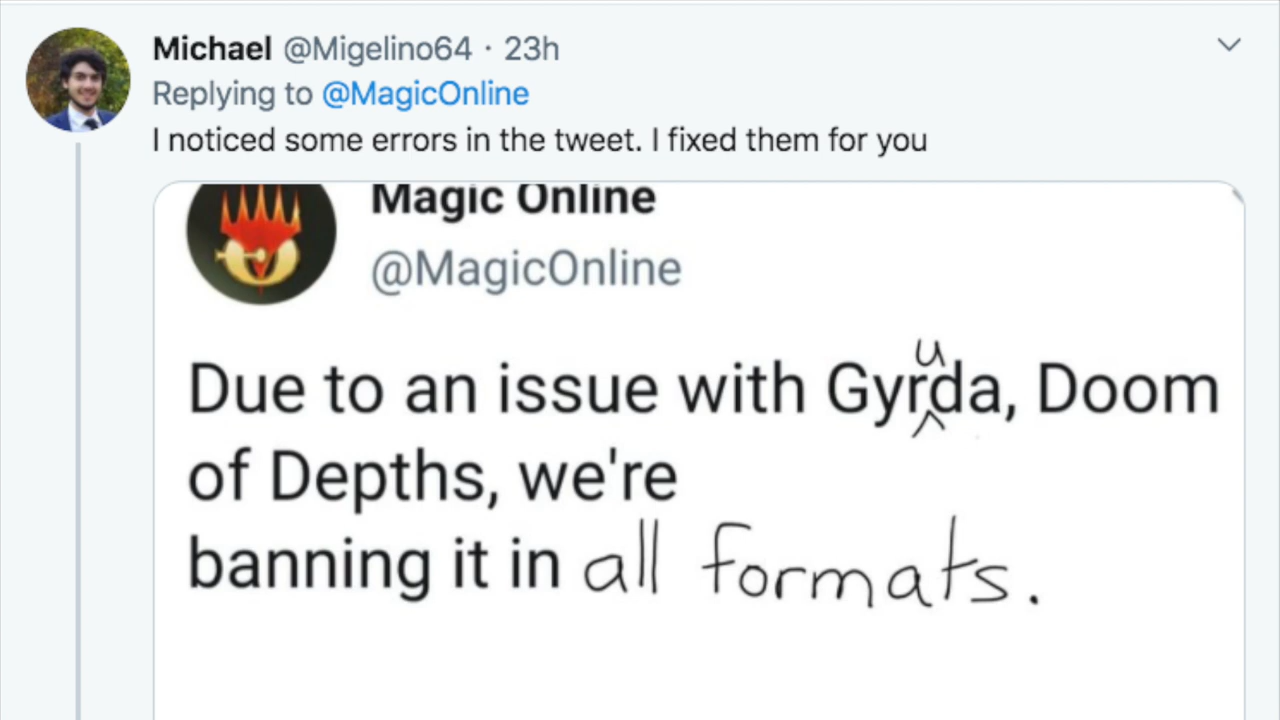 Michael @Migelino64 · 23h
Replying to @MagicOnline
I noticed some errors in the tweet. I fixed them for you
Magic Online
@MagicOnline
u
Due to an issue with Gyrda, Doom
of Depths, we're
banning it in all formats.